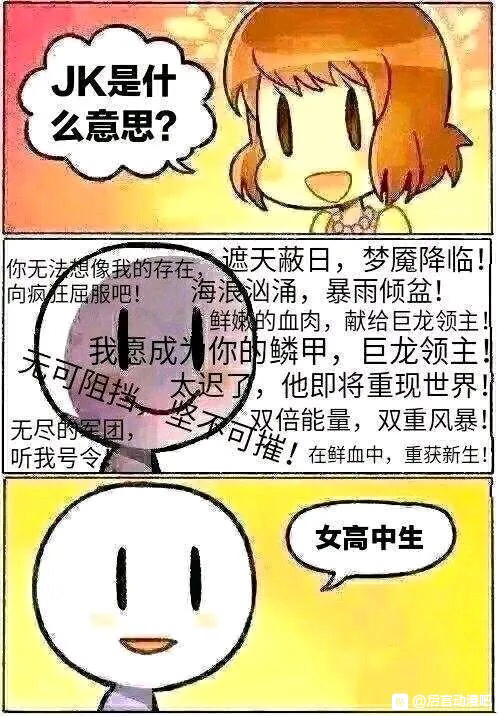 JK是什
么意思?
你无法想像我的存在,
向疯狂屈服吧!
遮天蔽日，梦魇降临!
海浪汹涌，暴雨倾盆!
鲜嫩的血肉，献给巨龙领主!
我愿成为你的鳞甲，巨龙领主!
无可阻挡，坚不可摧!
太迟了，他即将重现世界!
双倍能量，双重风暴!
无尽的军团，
听我号令!
在鲜血中，重获新生!
女高中生